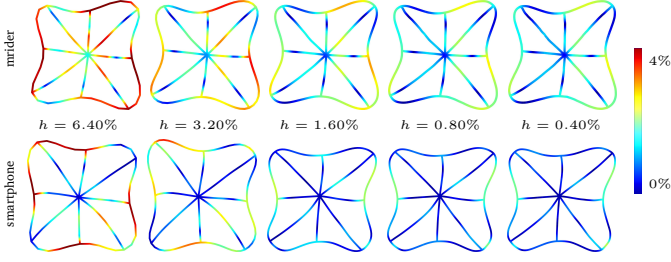 mrider
4%
h = 6.40% h = 3.20% h = 1.60% h = 0.80% h = 0.40%
smartphone
0%